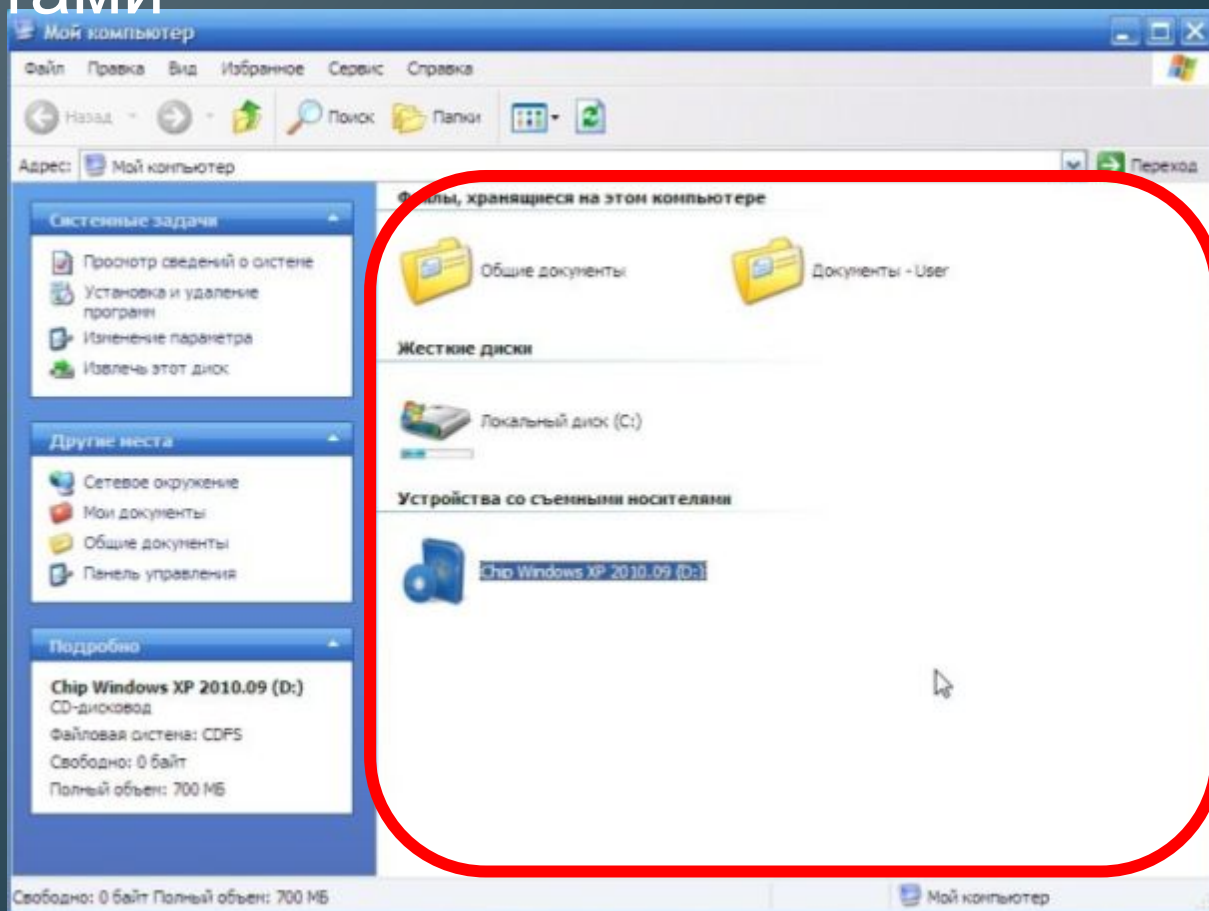 тами
Мой компьютер
Файл Правка Вид Избранное Сервис Справка
Назад Поиск Папки
Адрес: Мой компьютер Переход
Системные задачи
Просмотр сведений о системе
Установка и удаление
программ
Изменение параметра
Извлечь этот диск
Другие места
Сетевое окружение
Мои документы
Общие документы
Панель управления
Подробно
Chip Windows XP 2010.09 (D:)
CD-дисковод
Файловая система: CDFS
Свободно: 0 байт
Полный объем: 700 МБ
Файлы, хранящиеся на этом компьютере
Общие документы Документы - User
Жесткие диски
Локальный диск (C:)
Устройства со съемными носителями
Chip Windows XP 2010.09 (D:)
Свободно: 0 байт Полный объем: 700 МБ Мой компьютер